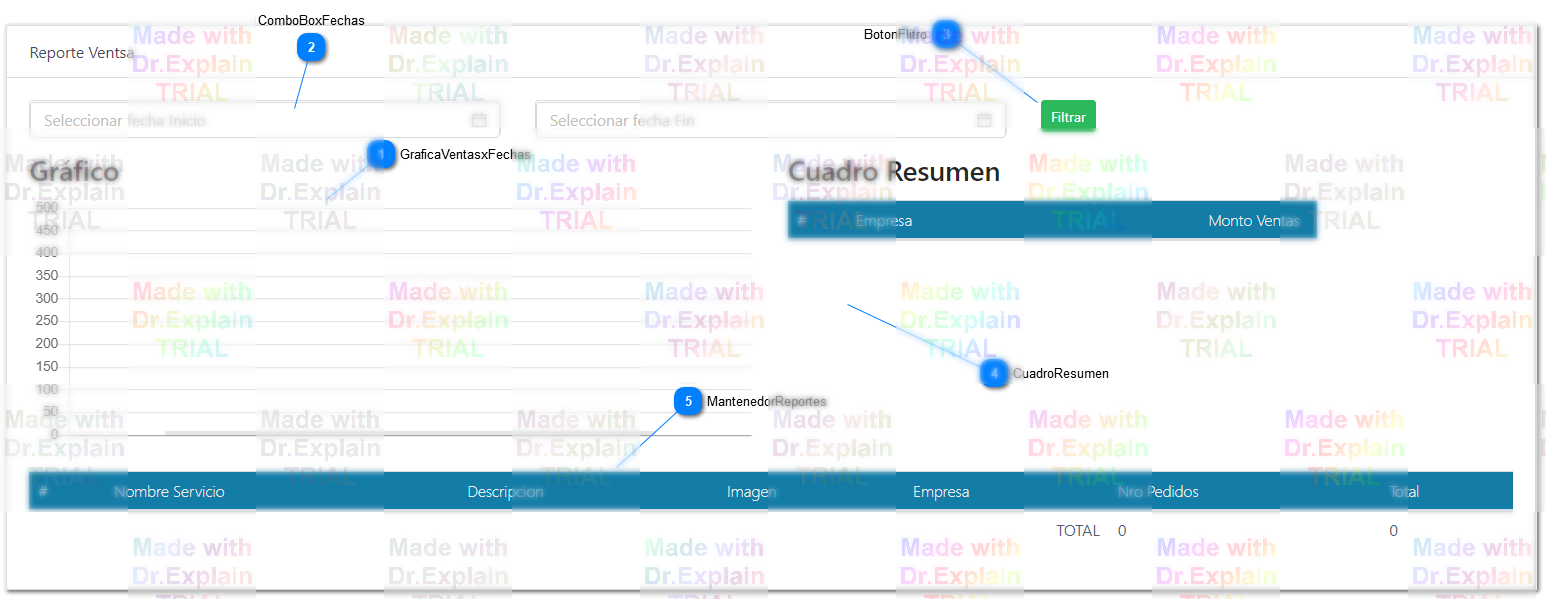 ComboBoxFechas
2
BotonFlitro 3
Reporte Ventsa
Seleccionar fecha Inicio
Seleccionar fecha Fin
Filtrar
1 GraficaVentasxFechas
Gráfico
Cuadro Resumen
# Empresa Monto Ventas
500
450
400
350
300
250
200
150
100
50
0
4 CuadroResumen
5 MantenedorReportes
# Nombre Servicio Descripcion Imagen Empresa Nro Pedidos Total
TOTAL 0 0
Made with
Dr.Explain
TRIAL